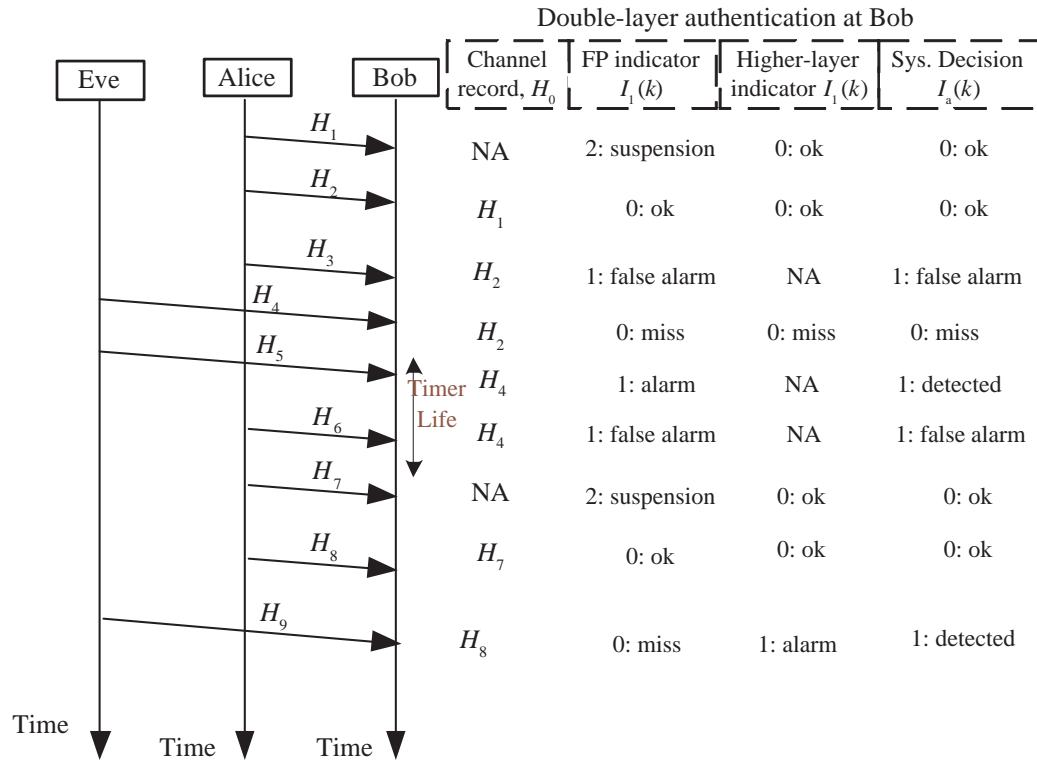 Double-layer authentication at Bob
Eve Alice Bob
Channel record, H₀
FP indicator I₁(k)
Higher-layer indicator I₁(k)
Sys. Decision Iₐ(k)
H₁ NA 2: suspension 0: ok 0: ok
H₂ H₁ 0: ok 0: ok 0: ok
H₃ H₂ 1: false alarm NA 1: false alarm
H₄ H₂ 0: miss 0: miss 0: miss
H₅ H₄ 1: alarm NA 1: detected
Timer
Life
H₆ H₄ 1: false alarm NA 1: false alarm
H₇ NA 2: suspension 0: ok 0: ok
H₈ H₇ 0: ok 0: ok 0: ok
H₉ H₈ 0: miss 1: alarm 1: detected
Time Time Time